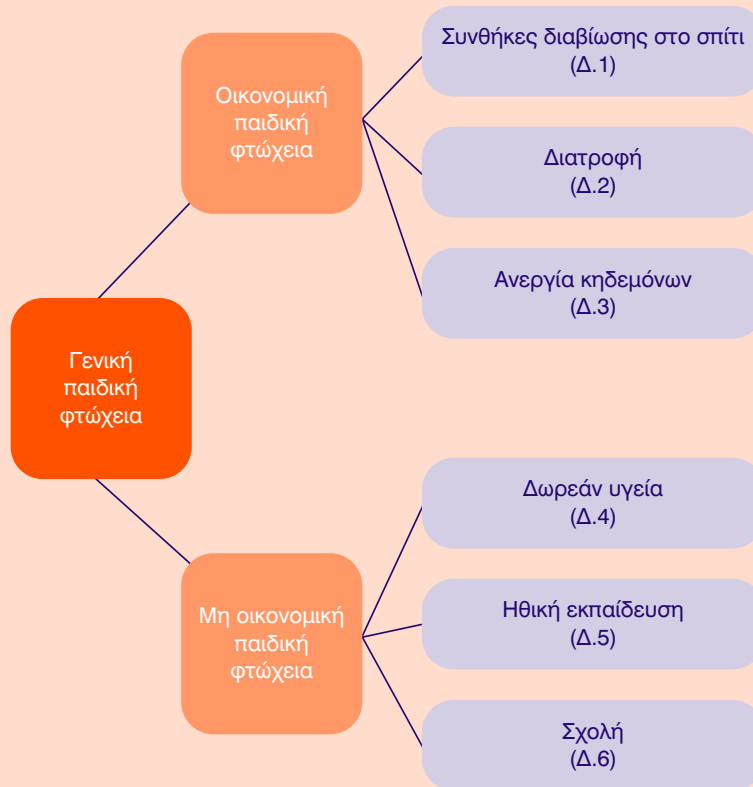 Συνθήκες διαβίωσης στο σπίτι
(Δ.1)
Οικονομική
παιδική
φτώχεια
Διατροφή
(Δ.2)
Ανεργία κηδεμόνων
(Δ.3)
Γενική
παιδική
φτώχεια
Δωρεάν υγεία
(Δ.4)
Μη οικονομική
παιδική
φτώχεια
Ηθική εκπαίδευση
(Δ.5)
Σχολή
(Δ.6)